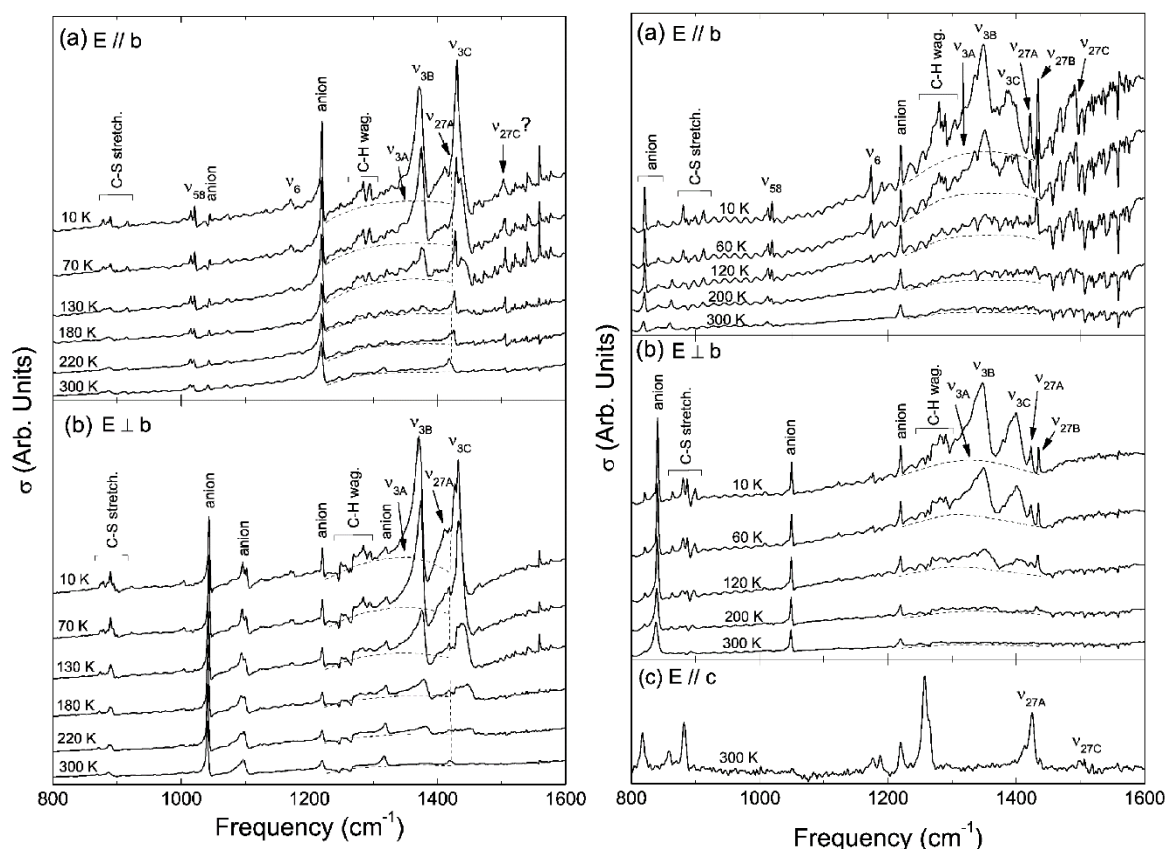 (a) E // b
C-S stretch.
ν58
anion
ν6
anion
C-H wag.
ν3A
ν3B
ν27A
ν3C
ν27C ?
10 K
70 K
130 K
180 K
220 K
300 K
(b) E ⊥ b
C-S stretch.
anion
anion
anion
C-H wag.
anion
ν3A
ν3B
ν27A
ν3C
10 K
70 K
130 K
180 K
220 K
300 K
800 1000 1200 1400 1600
Frequency (cm-1)
σ (Arb. Units)
(a) E // b
anion
C-S stretch.
ν58
ν6
anion
C-H wag.
ν3A
ν3B
ν3C
ν27A
ν27B
ν27C
10 K
60 K
120 K
200 K
300 K
(b) E ⊥ b
anion
C-S stretch.
anion
anion
C-H wag.
ν3A
ν3B
ν3C
ν27A
ν27B
10 K
60 K
120 K
200 K
300 K
(c) E // c
300 K
ν27A
ν27C
800 1000 1200 1400 1600
Frequency (cm-1)
σ (Arb. Units)